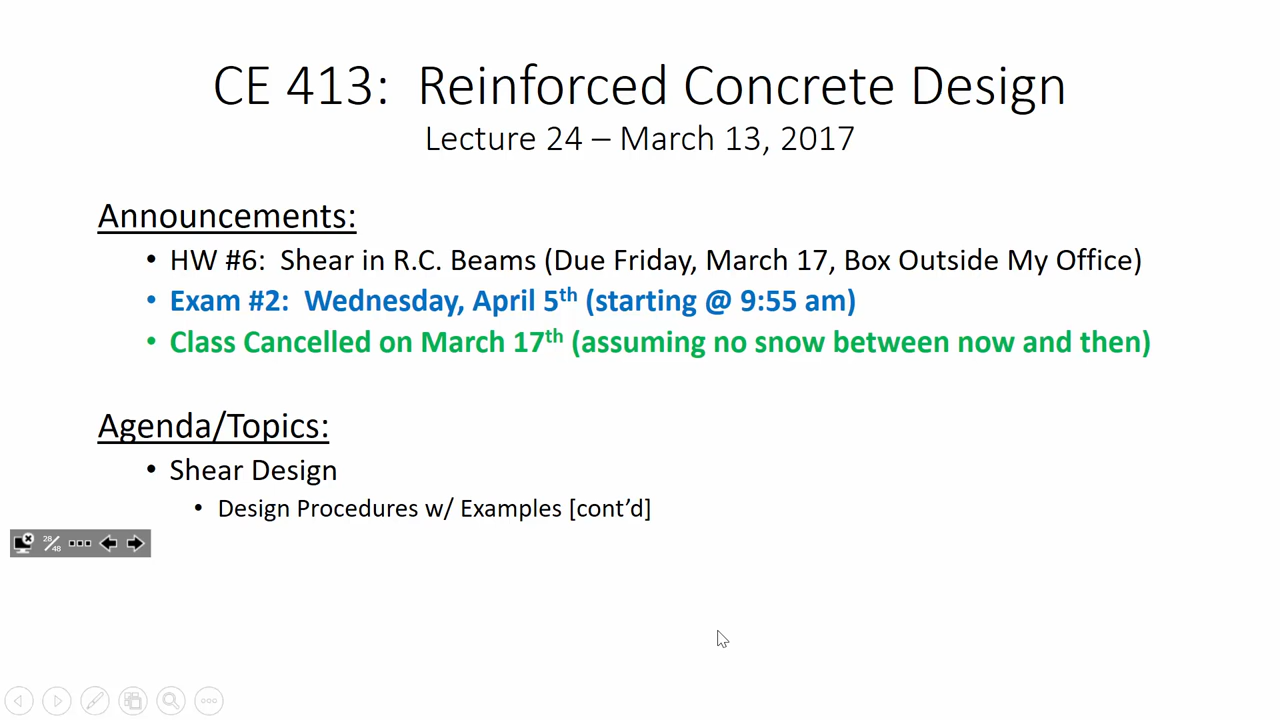 CE 413:  Reinforced Concrete Design
Lecture 24 – March 13, 2017
Announcements:
• HW #6:  Shear in R.C. Beams (Due Friday, March 17, Box Outside My Office)
• Exam #2:  Wednesday, April 5th (starting @ 9:55 am)
• Class Cancelled on March 17th (assuming no snow between now and then)
Agenda/Topics:
• Shear Design
• Design Procedures w/ Examples [cont’d]
28/48